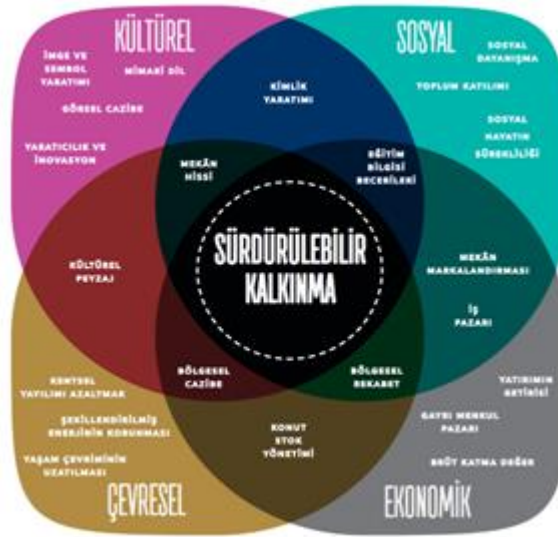 KÜLTÜREL
SOSYAL
İMGE VE
SEMBOL
YARATIMI
MİMARİ DİL
GÖRSEL CAZİBE
YARATICILIK VE
İNOVASYON
KİMLİK
YARATIMI
SOSYAL
DAYANIŞMA
TOPLUM KATILIMI
SOSYAL
HAYATIN
SÜREKLİLİĞİ
MEKÂN
HİSSİ
EĞİTİM
BİLGİSİ
BECERİLERİ
SÜRDÜRÜLEBİLİR
KALKINMA
KÜLTÜREL
PEYZAJ
MEKÂN
MARKALANDIRMASI
İŞ
PAZARI
BÖLGESEL
CAZİBE
BÖLGESEL
REKABET
KENTSEL
YAYILIMI AZALTMAK
ŞEKİLLENDİRİLMİŞ
ENERJİNİN KORUNMASI
YAŞAM ÇEVRİMİNİN
UZATILMASI
KONUT
STOK
YÖNETİMİ
YATIRIMIN
GETİRİSİ
GAYRI MENKUL
PAZARI
BRÜT KATMA DEĞER
ÇEVRESEL
EKONOMİK